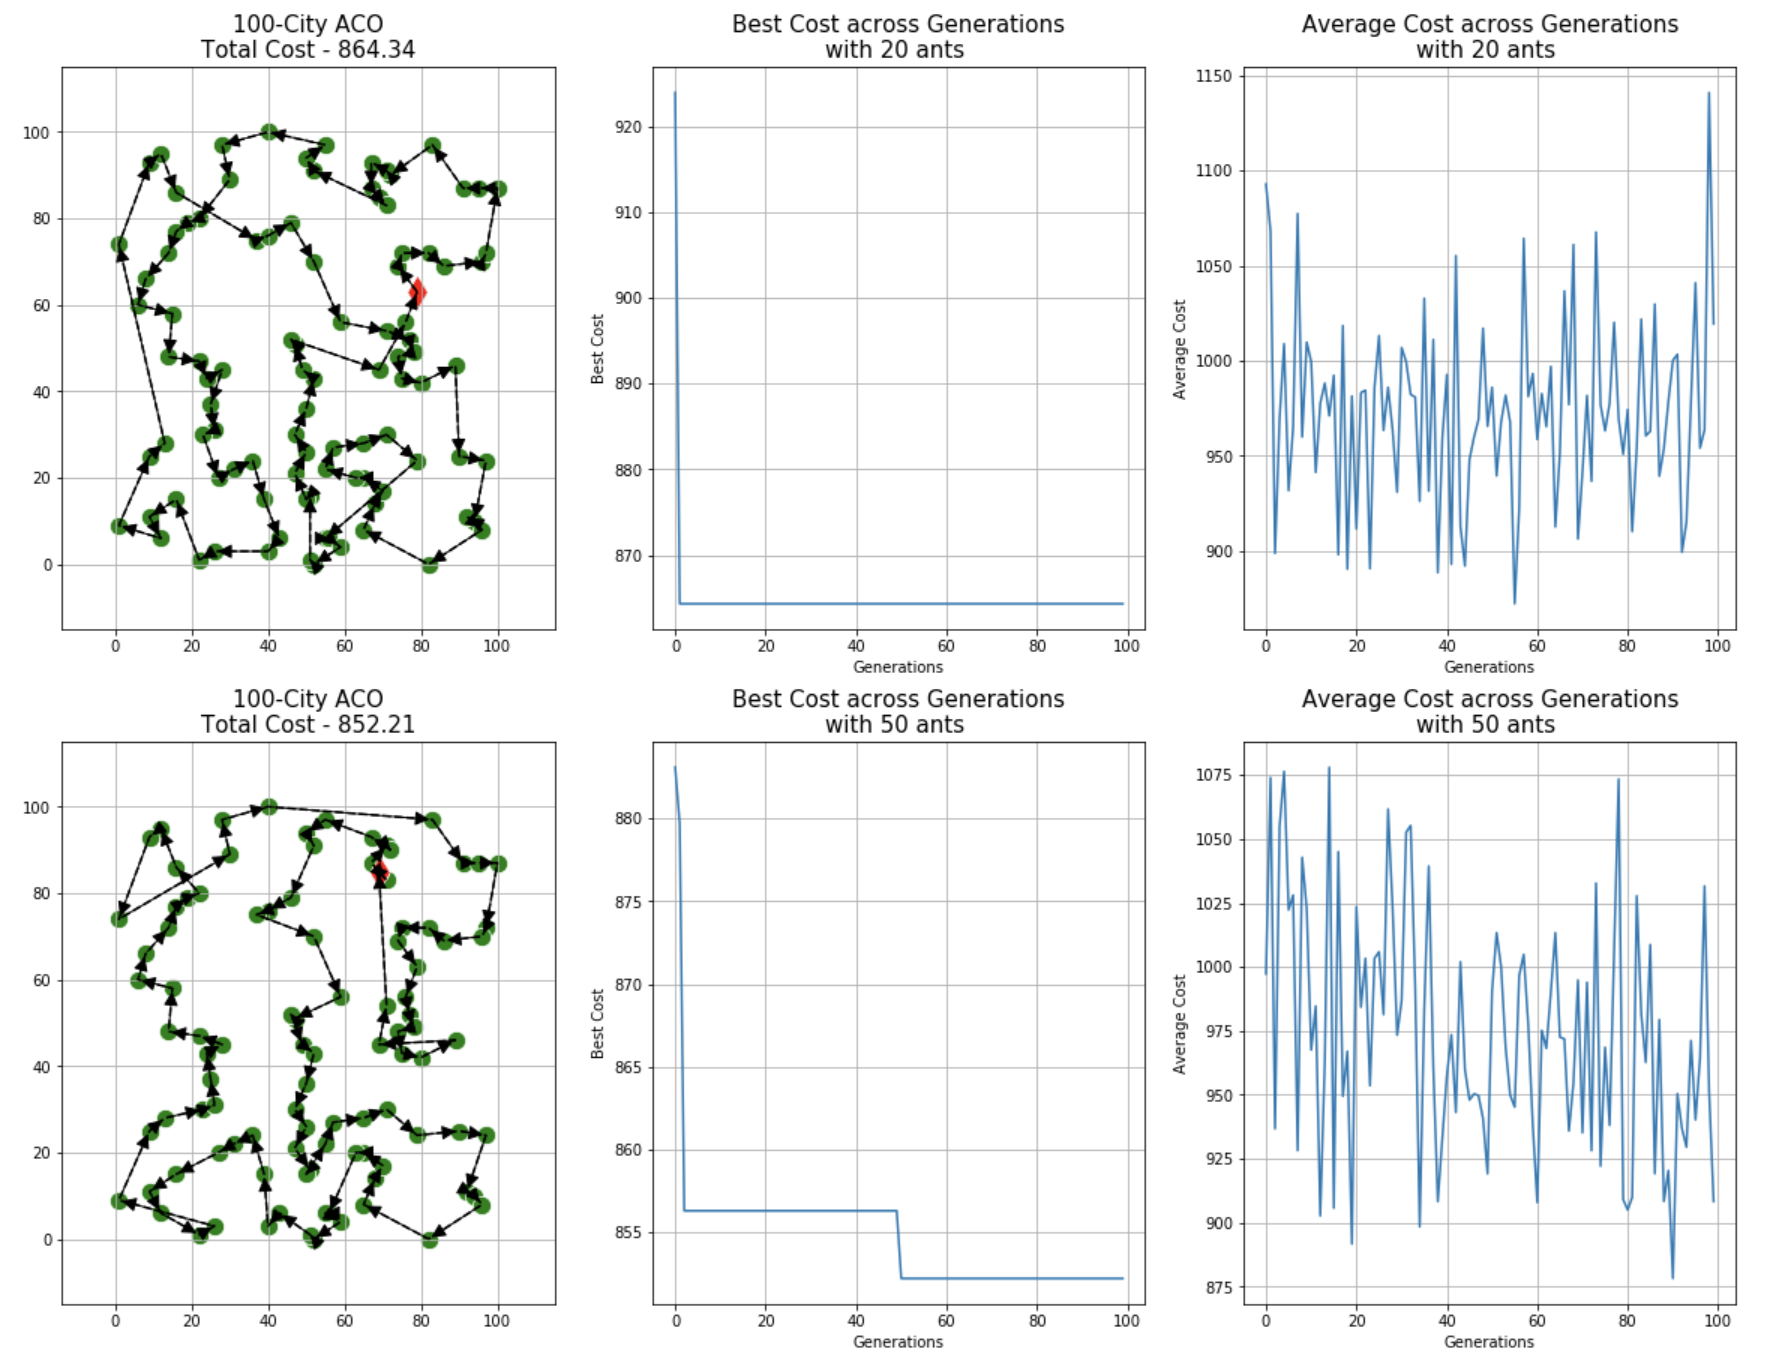 100-City ACO
Total Cost - 864.34
100
80
60
40
20
0
0 20 40 60 80 100
Best Cost across Generations
with 20 ants
Best Cost
920
910
900
890
880
870
0 20 40 60 80 100
Generations
Average Cost across Generations
with 20 ants
Average Cost
1150
1100
1050
1000
950
900
0 20 40 60 80 100
Generations
100-City ACO
Total Cost - 852.21
100
80
60
40
20
0
0 20 40 60 80 100
Best Cost across Generations
with 50 ants
Best Cost
880
875
870
865
860
855
0 20 40 60 80 100
Generations
Average Cost across Generations
with 50 ants
Average Cost
1075
1050
1025
1000
975
950
925
900
875
0 20 40 60 80 100
Generations